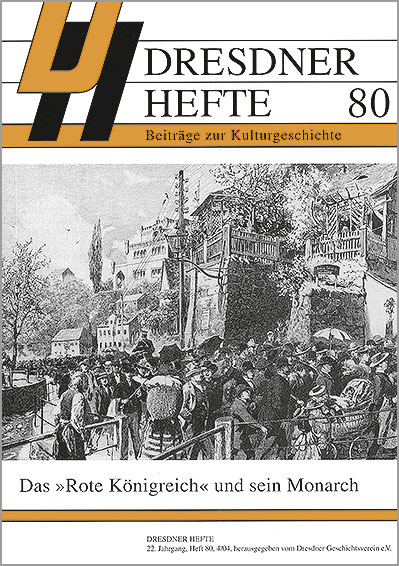 DRESDNER
HEFTE 80
Beiträge zur Kulturgeschichte
Das »Rote Königreich« und sein Monarch
DRESDNER HEFTE
22. Jahrgang, Heft 80, 4/04, herausgegeben vom Dresdner Geschichtsverein e.V.